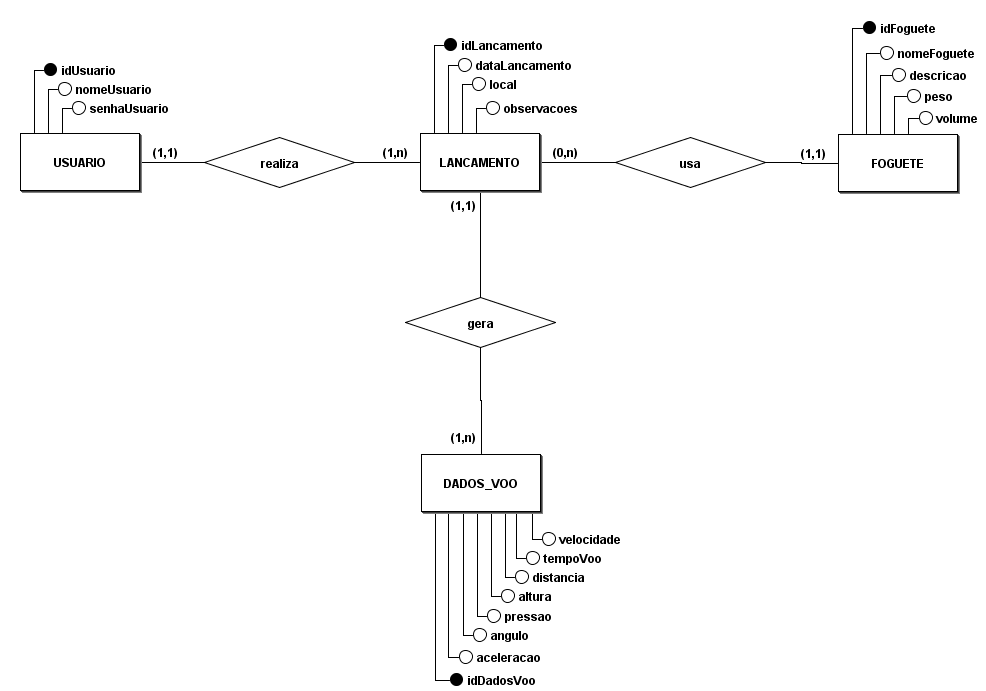 idUsuario
nomeUsuario
senhaUsuario
USUARIO
(1,1)
realiza
(1,n)
idLancamento
dataLancamento
local
observacoes
LANCAMENTO
(0,n)
usa
(1,1)
idFoguete
nomeFoguete
descricao
peso
volume
FOGUETE
(1,1)
gera
(1,n)
DADOS_VOO
velocidade
tempoVoo
distancia
altura
pressao
angulo
aceleracao
idDadosVoo